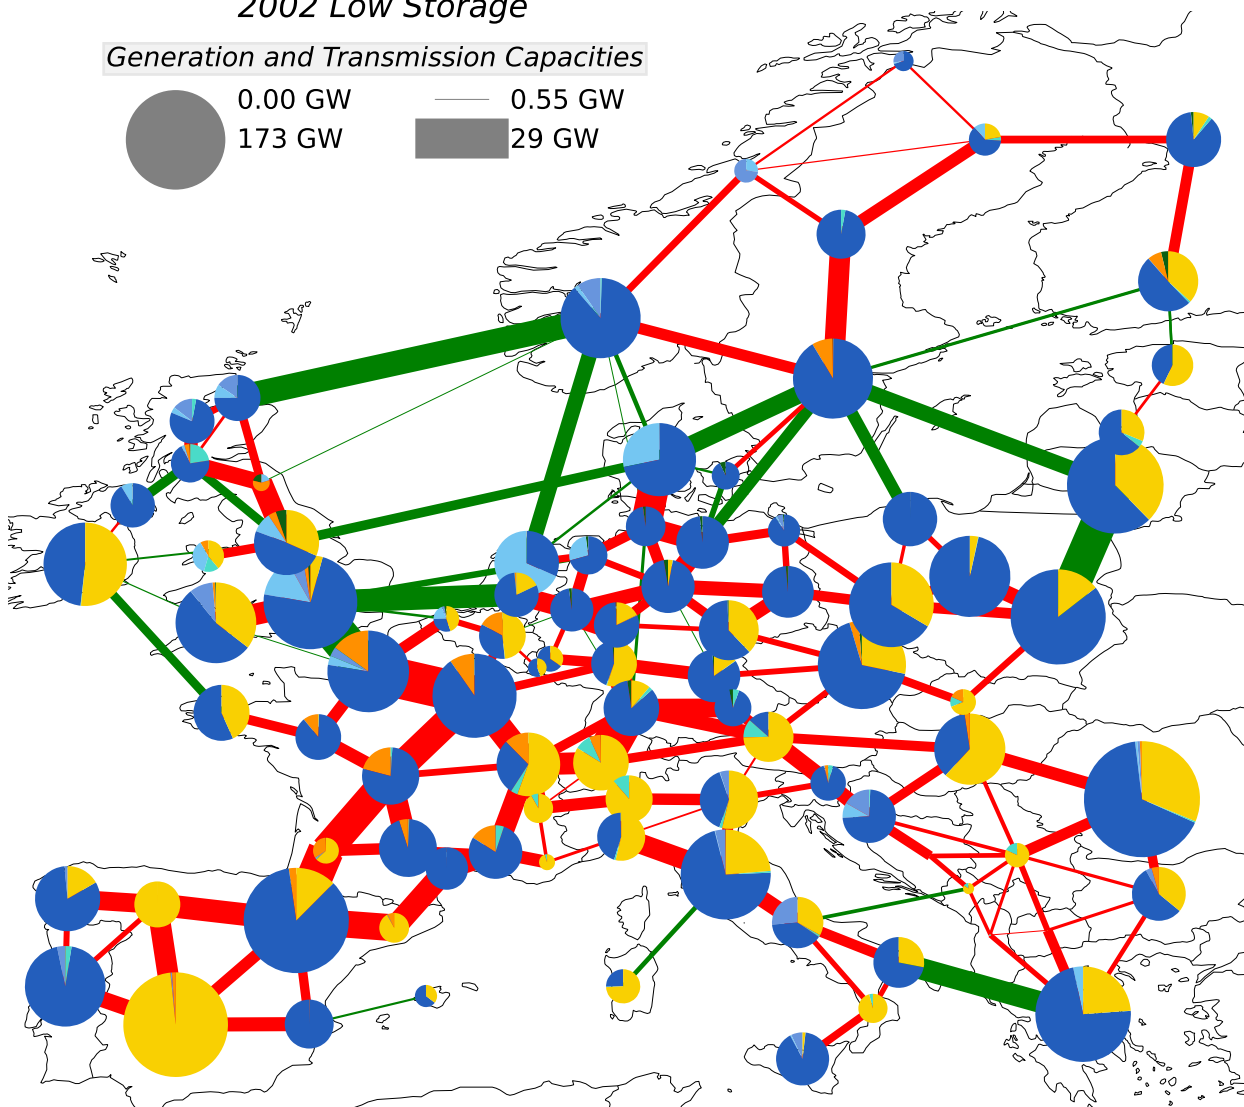 2002 Low Storage
Generation and Transmission Capacities
0.00 GW 0.55 GW
173 GW 29 GW